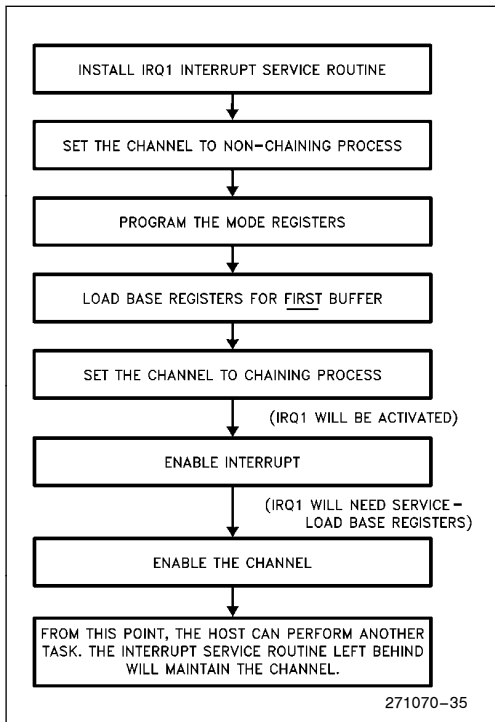 INSTALL IRQ1 INTERRUPT SERVICE ROUTINE
SET THE CHANNEL TO NON-CHAINING PROCESS
PROGRAM THE MODE REGISTERS
LOAD BASE REGISTERS FOR FIRST BUFFER
SET THE CHANNEL TO CHAINING PROCESS
(IRQ1 WILL BE ACTIVATED)
ENABLE INTERRUPT
(IRQ1 WILL NEED SERVICE-
LOAD BASE REGISTERS)
ENABLE THE CHANNEL
FROM THIS POINT, THE HOST CAN PERFORM ANOTHER
TASK. THE INTERRUPT SERVICE ROUTINE LEFT BEHIND
WILL MAINTAIN THE CHANNEL.
271070-35